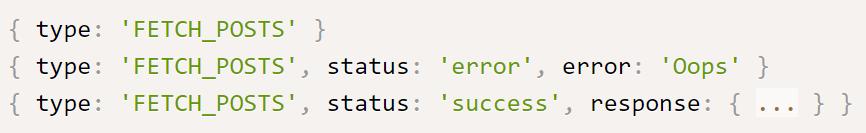 { type: 'FETCH_POSTS' }
{ type: 'FETCH_POSTS', status: 'error', error: 'Oops' }
{ type: 'FETCH_POSTS', status: 'success', response: { ... } }